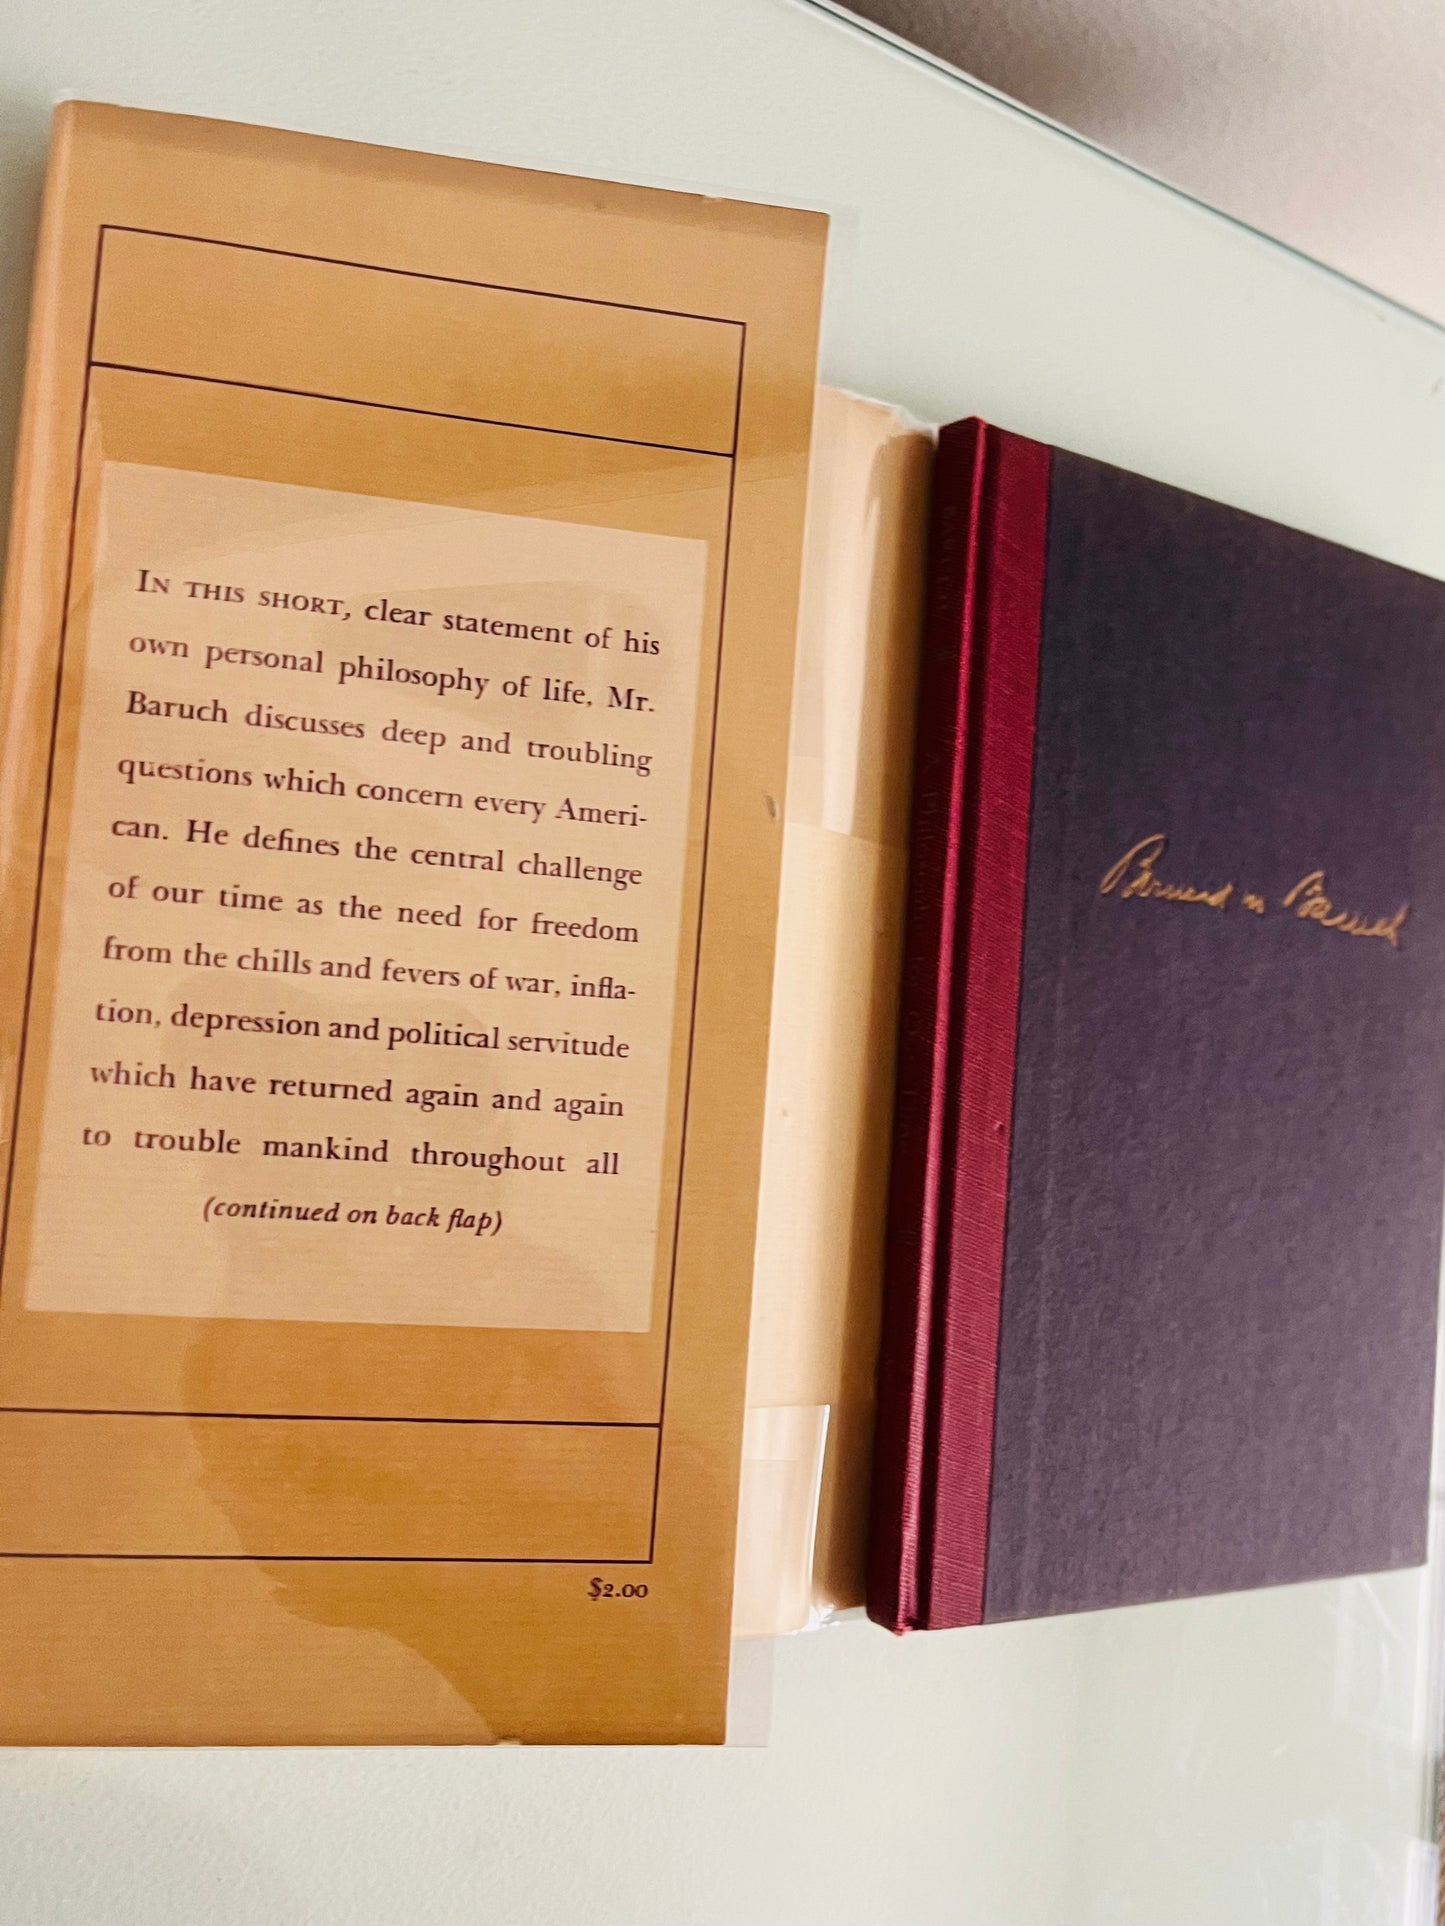 IN THIS SHORT, clear statement of his
own personal philosophy of life, Mr.
Baruch discusses deep and troubling
questions which concern every Ameri-
can. He defines the central challenge
of our time as the need for freedom
from the chills and fevers of war, infla-
tion, depression and political servitude
which have returned again and again
to trouble mankind throughout all
(continued on back flap)
$2.00
Bernard M Baruch